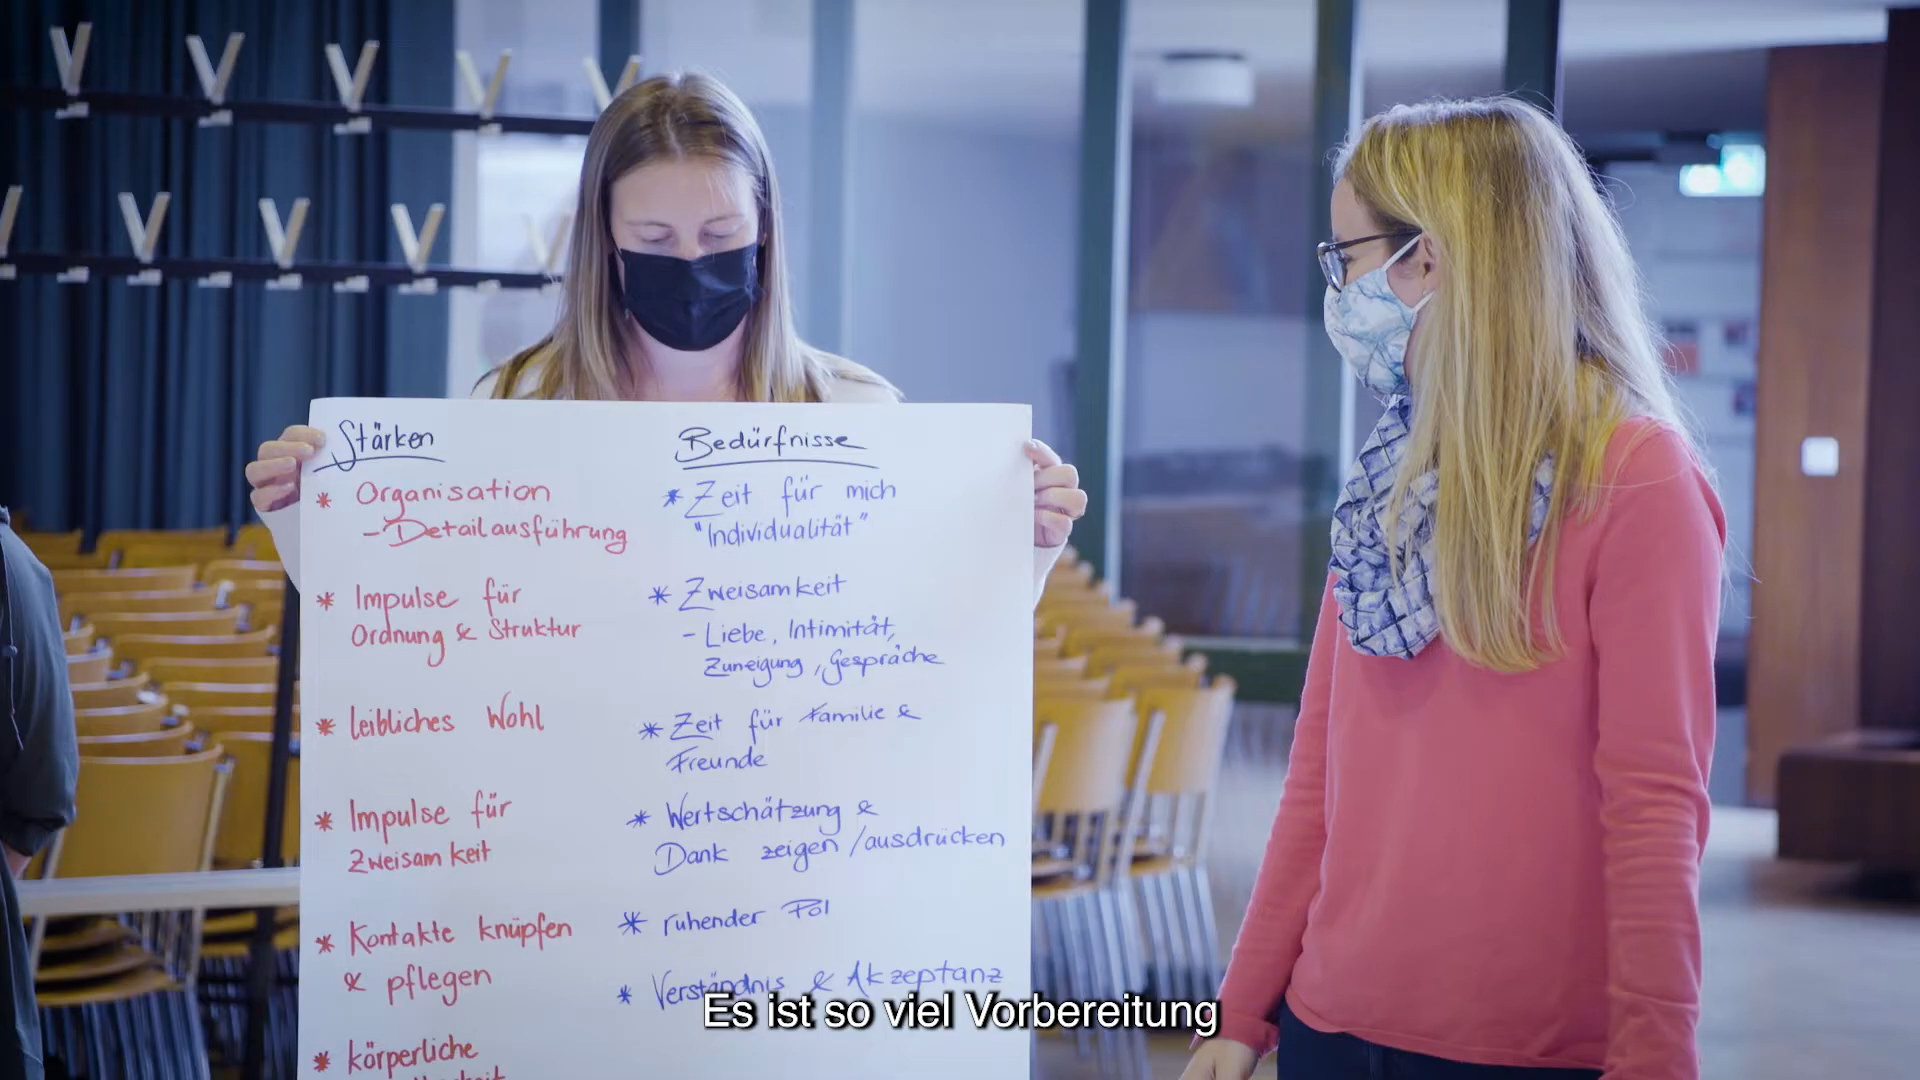 Stärken
* Organisation
- Detailausführung
* Impulse für
Ordnung & Struktur
* leibliches Wohl
* Impulse für
Zweisamkeit
* Kontakte knüpfen
& pflegen
* körperliche
Bedürfnisse
* Zeit für mich
"Individualität"
* Zweisamkeit
- Liebe, Intimität,
Zuneigung, Gespräche
* Zeit für Familie &
Freunde
* Wertschätzung &
Dank zeigen/ausdrücken
* ruhender Pol
* Verständnis & Akzeptanz
Es ist so viel Vorbereitung